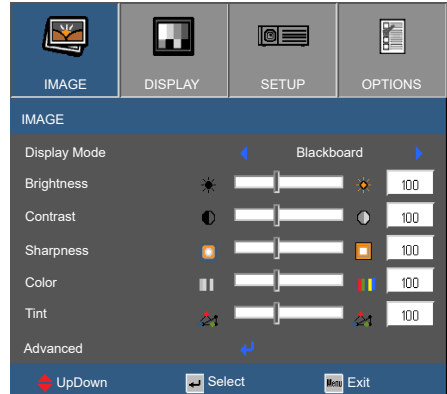 IMAGE DISPLAY SETUP OPTIONS
IMAGE
Display Mode Blackboard
Brightness 100
Contrast 100
Sharpness 100
Color 100
Tint 100
Advanced
UpDown Select Menu Exit